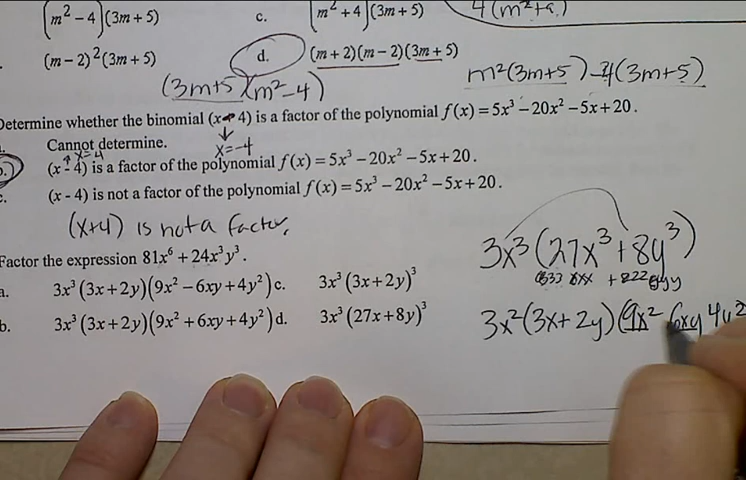 (m² − 4)(3m + 5) c. (m² + 4)(3m + 5) 4(m²+9)
(m − 2)²(3m + 5) d. (m + 2)(m − 2)(3m + 5)
(3m+5)(m²−4) m²(3m+5) −4(3m+5)
Determine whether the binomial (x + 4) is a factor of the polynomial f(x) = 5x³ − 20x² − 5x + 20.
Cannot determine. x=−4
x=4
b. (x - 4) is a factor of the polynomial f(x) = 5x³ − 20x² − 5x + 20.
c. (x - 4) is not a factor of the polynomial f(x) = 5x³ − 20x² − 5x + 20.
(x+4) is not a factor.
3x³(27x³+8y³)
333 xxx +222yyy
Factor the expression 81x⁶ + 24x³y³.
a. 3x³(3x + 2y)(9x² − 6xy + 4y²) c. 3x³(3x + 2y)³
b. 3x³(3x + 2y)(9x² + 6xy + 4y²) d. 3x³(27x + 8y)³
3x²(3x+2y)(9x² 6xy 4y²